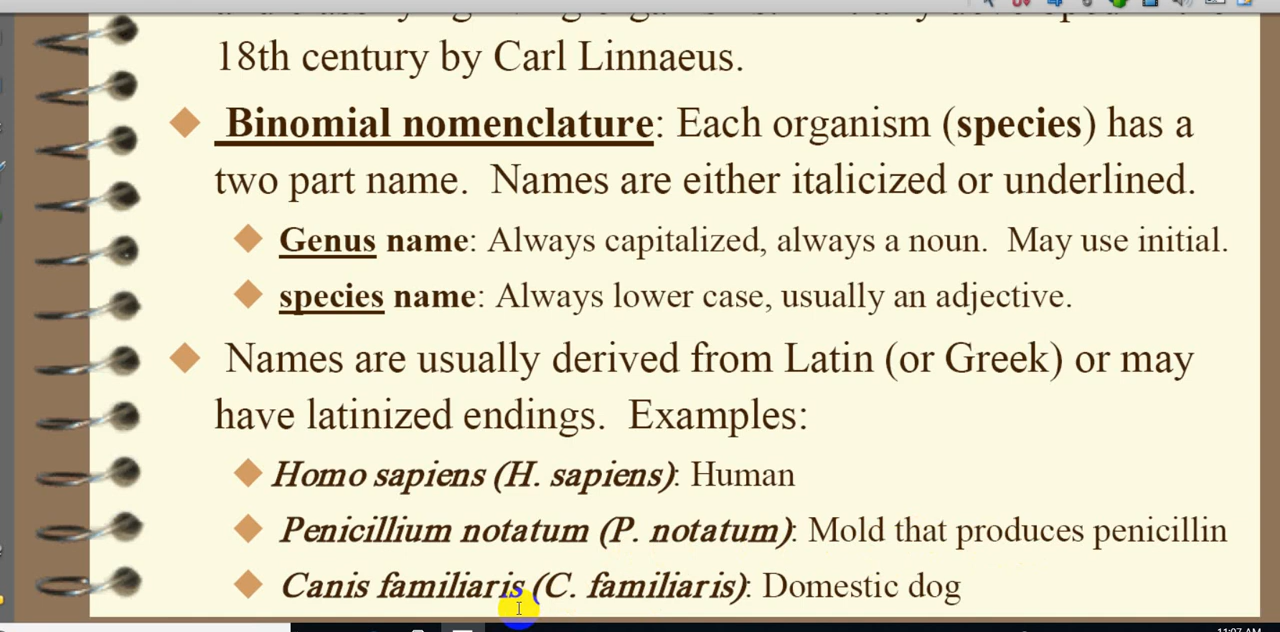 18th century by Carl Linnaeus.
Binomial nomenclature: Each organism (species) has a
two part name. Names are either italicized or underlined.
Genus name: Always capitalized, always a noun. May use initial.
species name: Always lower case, usually an adjective.
Names are usually derived from Latin (or Greek) or may
have latinized endings. Examples:
Homo sapiens (H. sapiens): Human
Penicillium notatum (P. notatum): Mold that produces penicillin
Canis familiaris (C. familiaris): Domestic dog